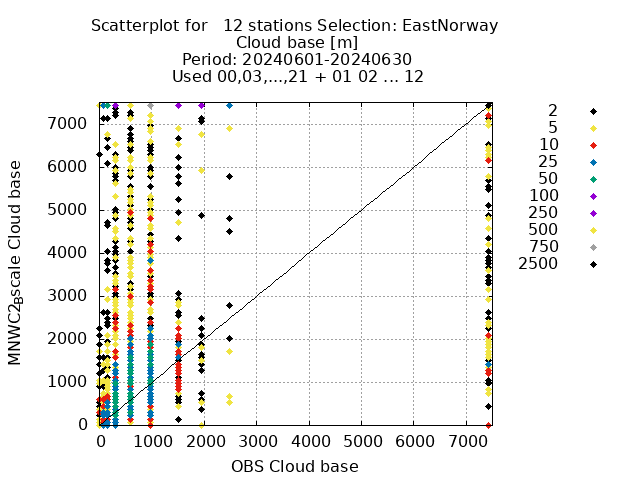 Scatterplot for   12 stations Selection: EastNorway
Cloud base [m]
Period: 20240601-20240630
Used 00,03,...,21 + 01 02 ... 12
MNWC2Bscale Cloud base
7000
6000
5000
4000
3000
2000
1000
0
0 1000 2000 3000 4000 5000 6000 7000
OBS Cloud base
2
5
10
25
50
100
250
500
750
2500